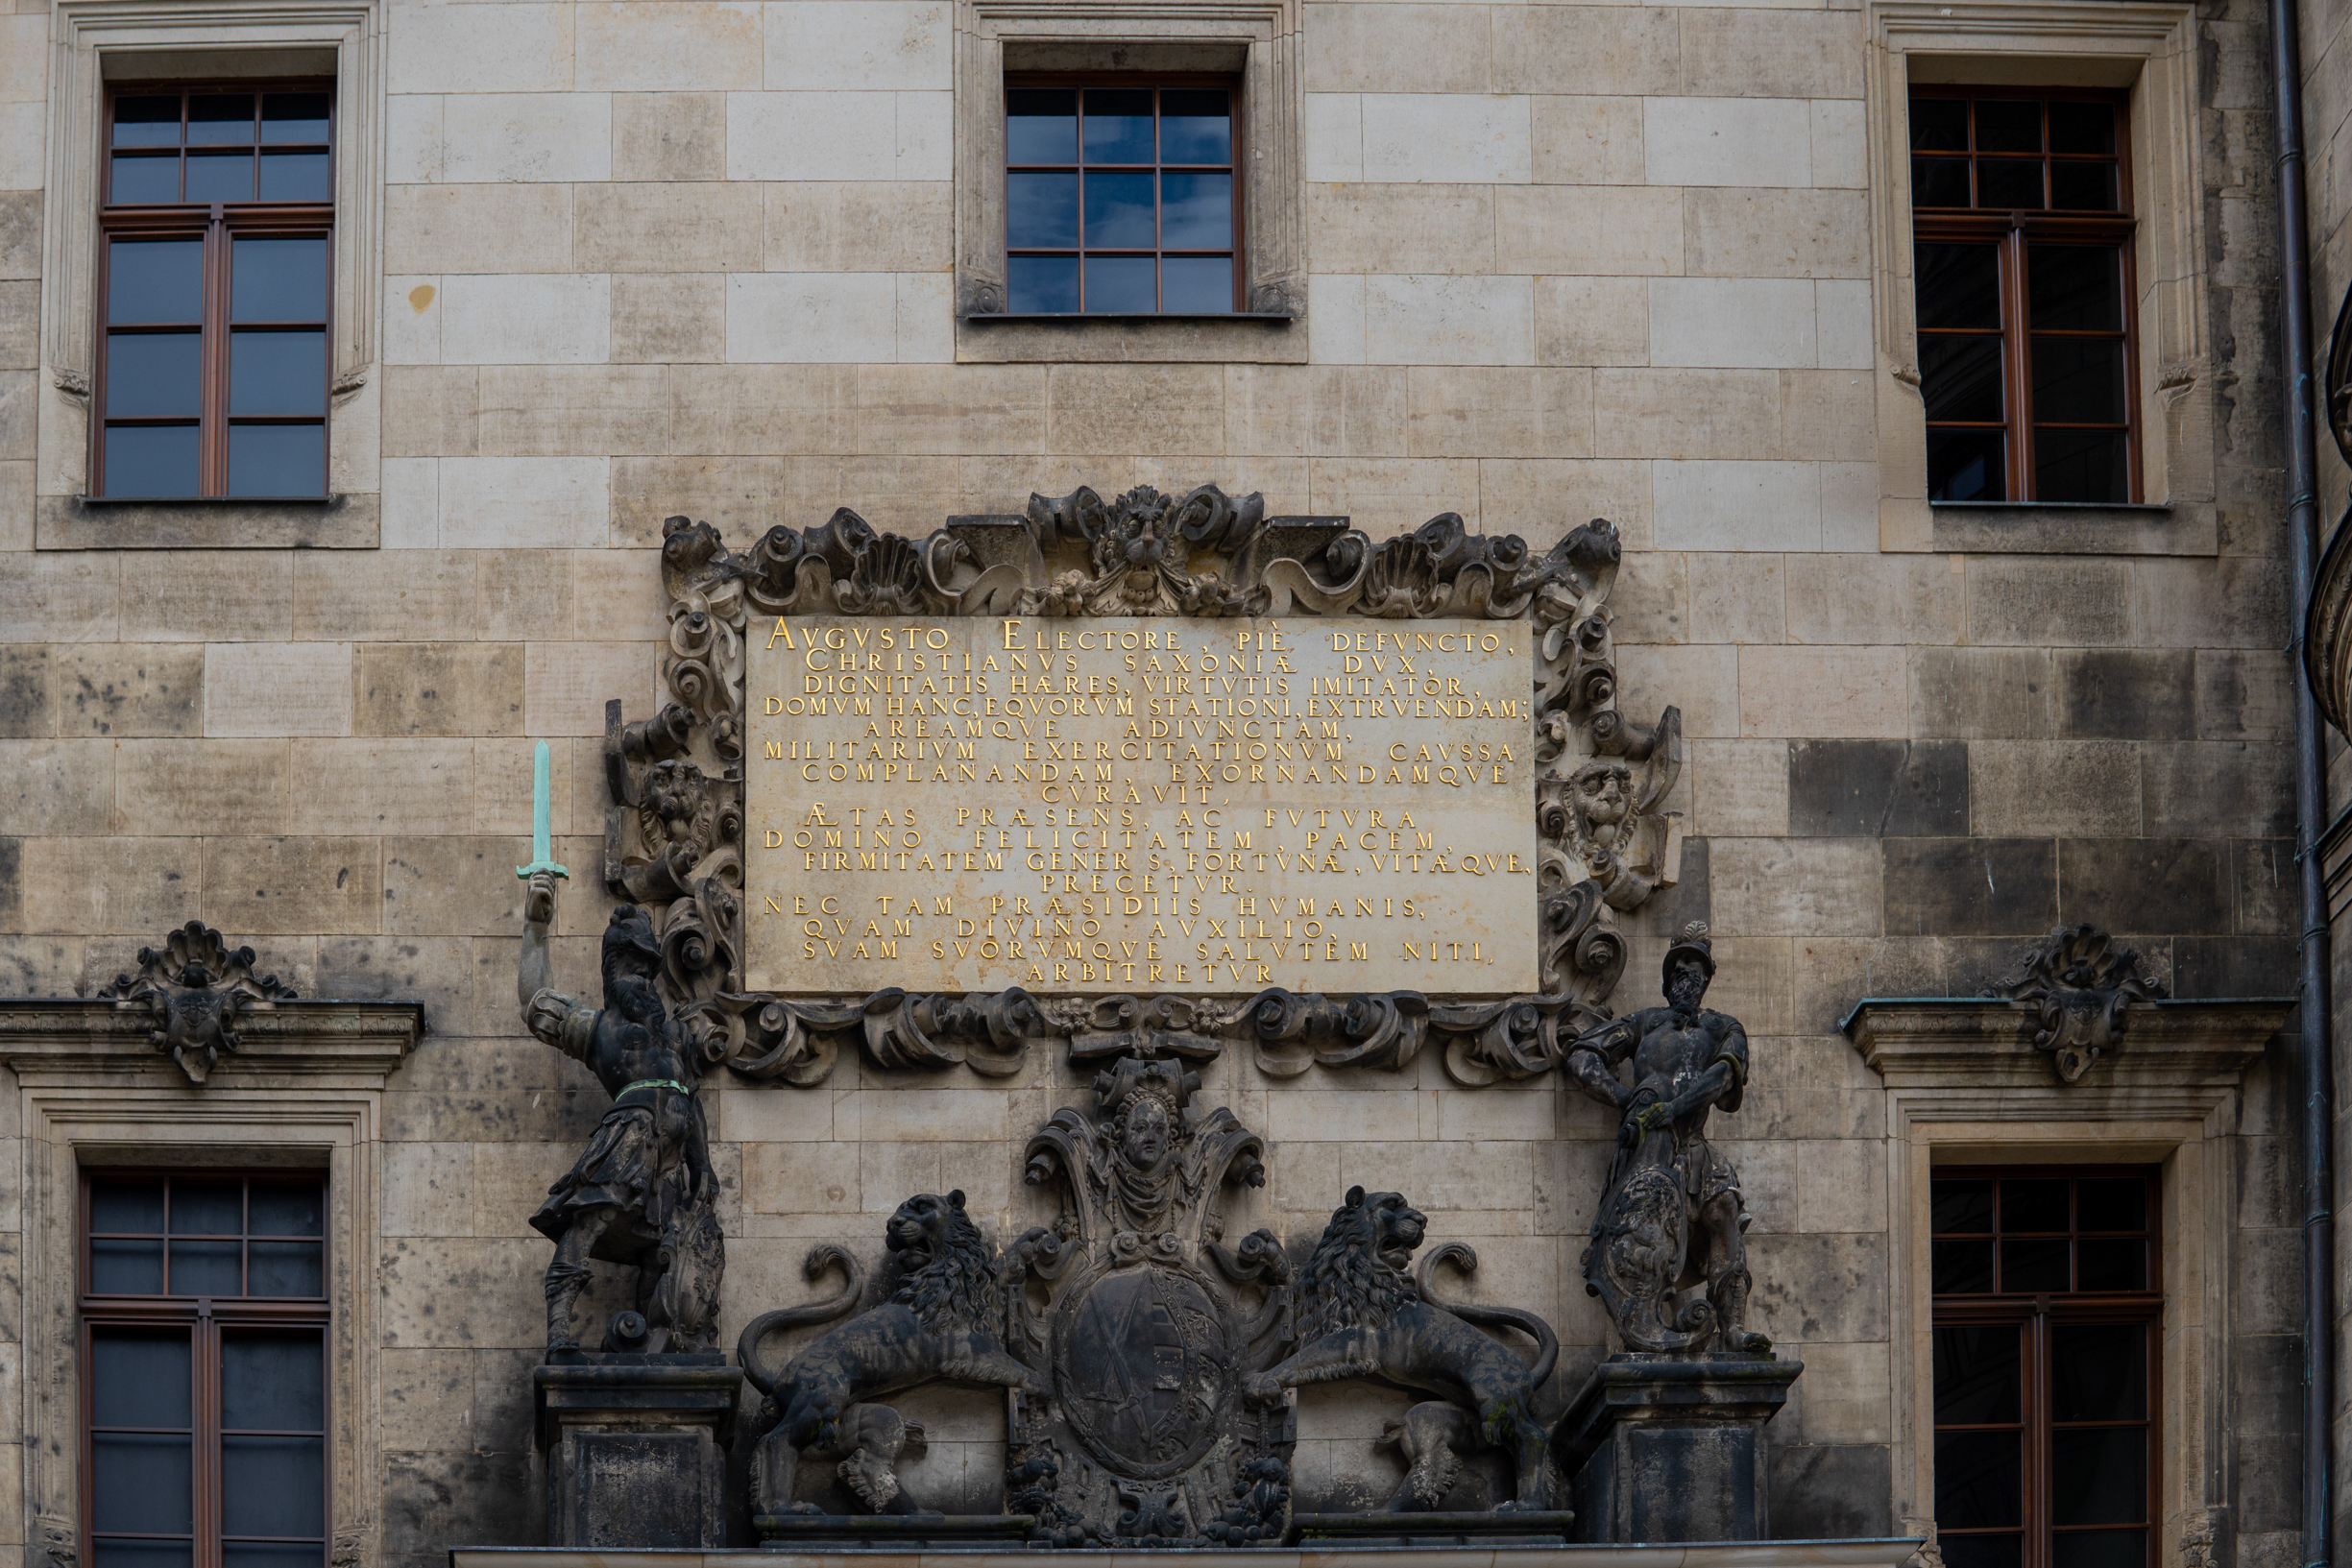 AVGVSTO ELECTORE, PIÈ DEFVNCTO,
CHRISTIANVS SAXONIÆ DVX,
DIGNITATIS HÆRES, VIRTVTIS IMITATOR,
DOMVM HANC, EQVORVM STATIONI, EXTRVENDAM;
AREAMQVE ADIVNCTAM,
MILITARIVM EXERCITATIONVM CAVSSA
COMPLANANDAM, EXORNANDAMQVE
CVRAVIT,
ÆTAS PRÆSENS, AC FVTVRA
DOMINO FELICITATEM, PACEM,
FIRMITATEM GENER S, FORTVNÆ, VITÆQVE,
PRECETVR.
NEC TAM PRÆSIDIIS HVMANIS,
QVAM DIVINO AVXILIO,
SVAM SVORVMQVE SALVTEM NITI,
ARBITRETVR